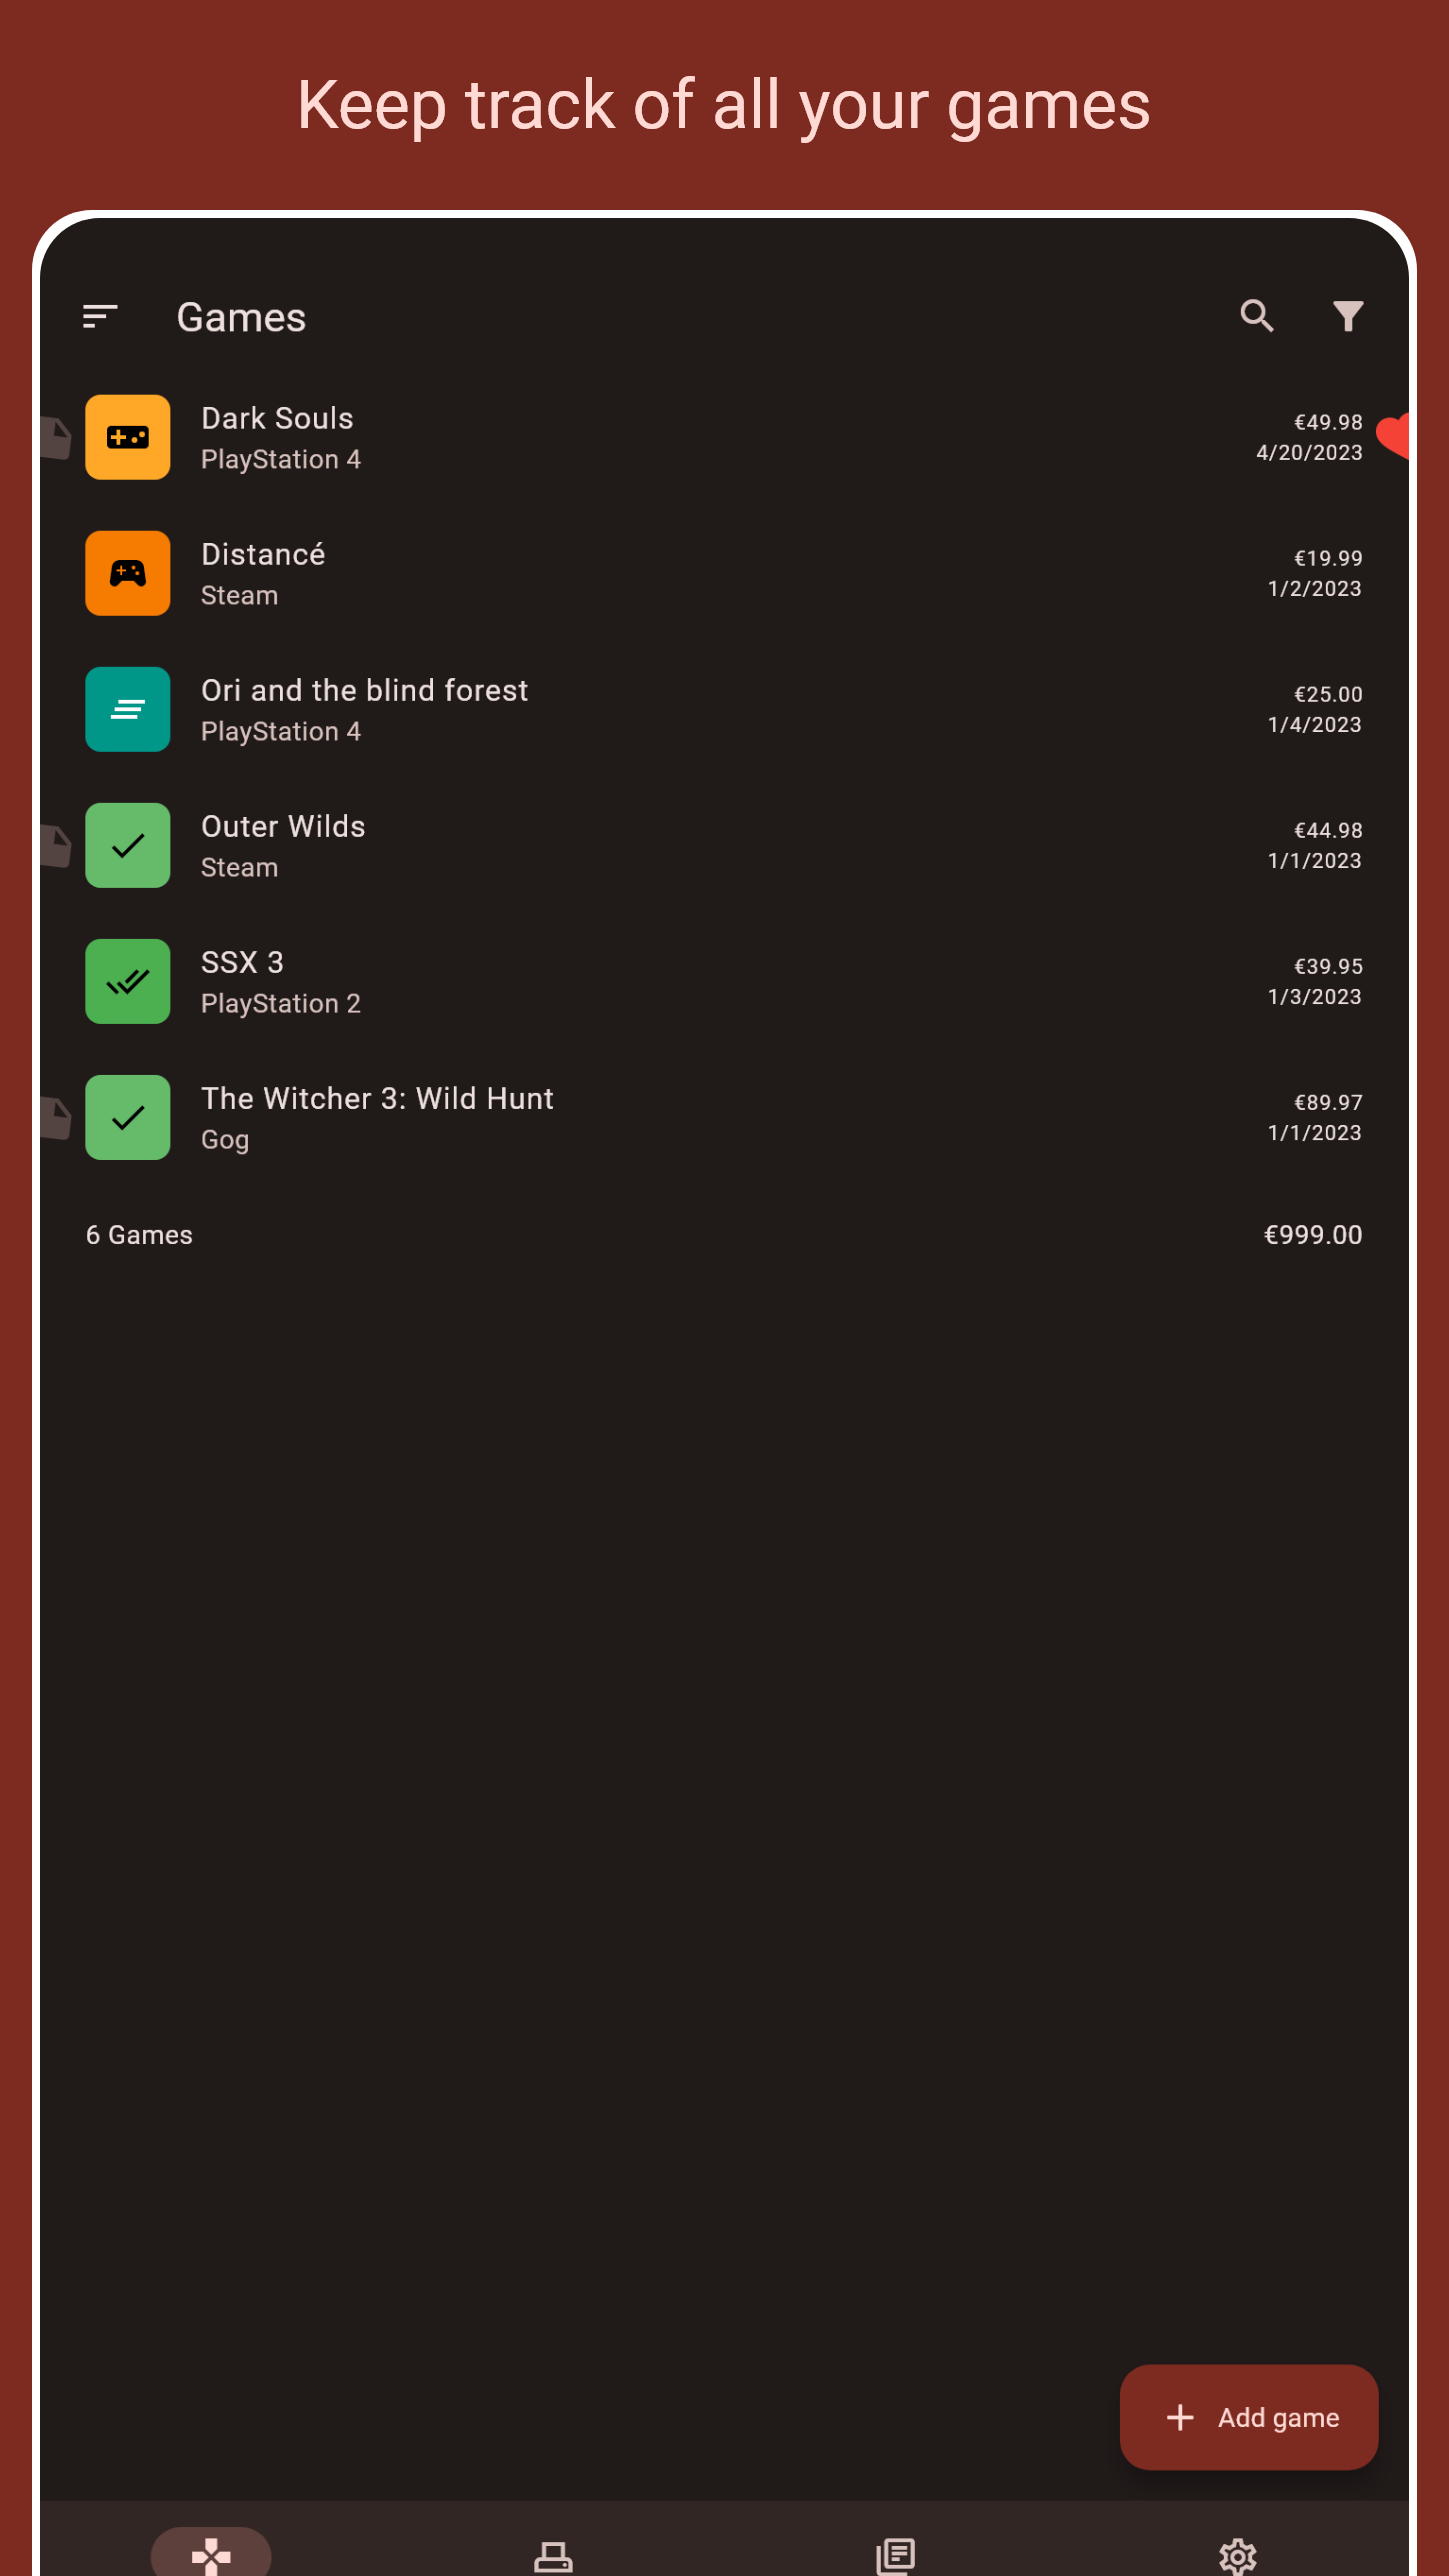 Keep track of all your games
Games
Dark Souls
PlayStation 4
€49.98
4/20/2023
Distancé
Steam
€19.99
1/2/2023
Ori and the blind forest
PlayStation 4
€25.00
1/4/2023
Outer Wilds
Steam
€44.98
1/1/2023
SSX 3
PlayStation 2
€39.95
1/3/2023
The Witcher 3: Wild Hunt
Gog
€89.97
1/1/2023
6 Games
€999.00
Add game